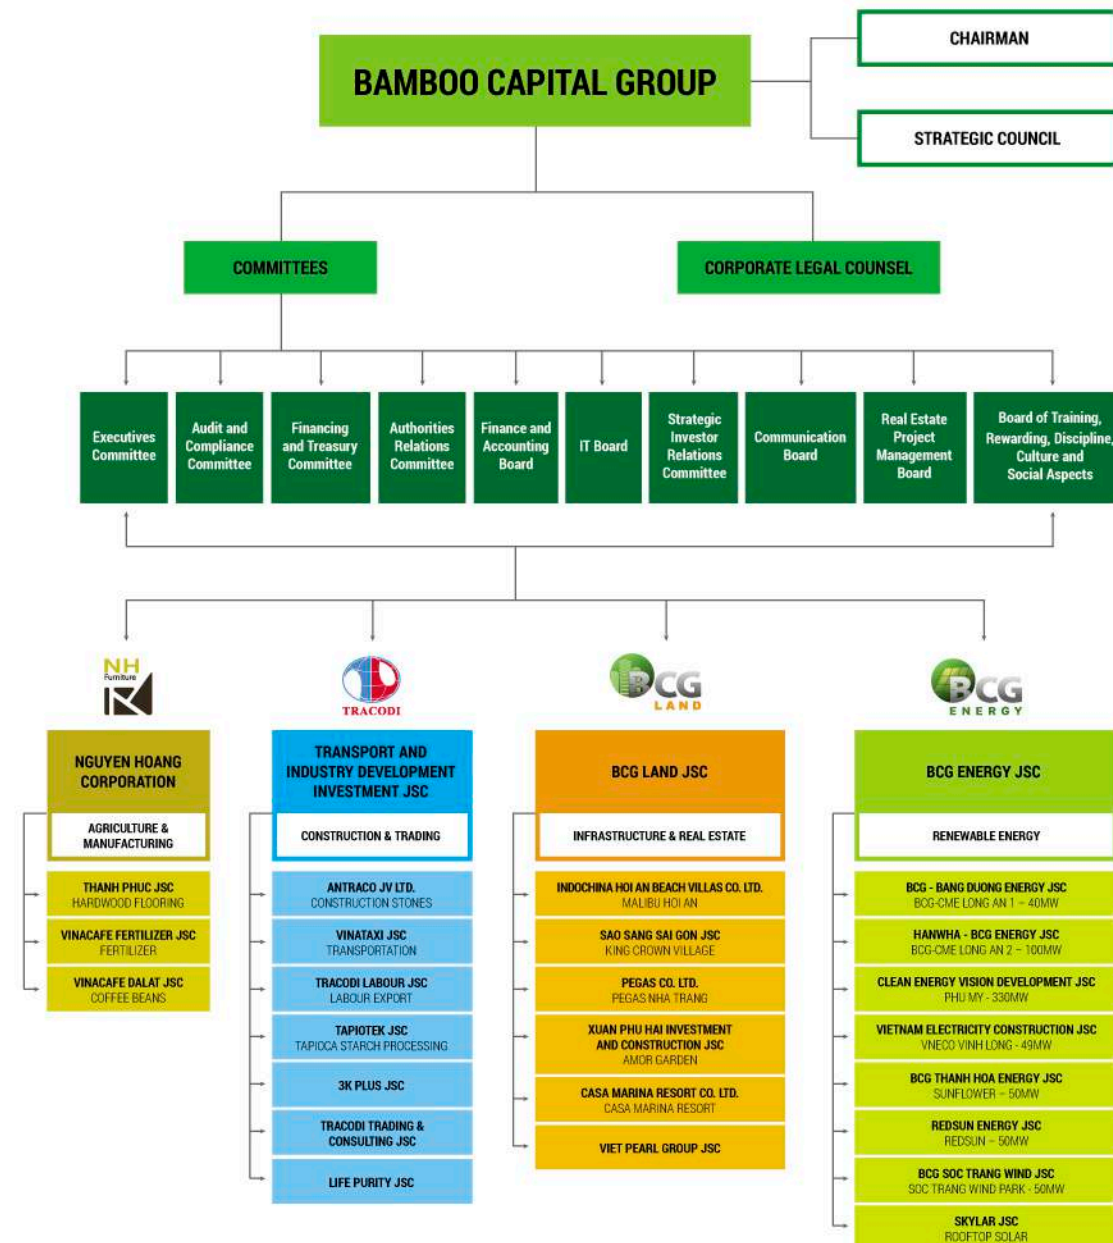 BAMBOO CAPITAL GROUP
CHAIRMAN
STRATEGIC COUNCIL
COMMITTEES
CORPORATE LEGAL COUNSEL
Executives
Committee
Audit and
Compliance
Committee
Financing
and Treasury
Committee
Authorities
Relations
Committee
Finance and
Accounting
Board
IT Board
Strategic
Investor
Relations
Committee
Communication
Board
Real Estate
Project
Management
Board
Board of Training,
Rewarding, Discipline,
Culture and
Social Aspects
NH
Furniture
NGUYEN HOANG
CORPORATION
AGRICULTURE &
MANUFACTURING
THANH PHUC JSC
HARDWOOD FLOORING
VINACAFE FERTILIZER JSC
FERTILIZER
VINACAFE DALAT JSC
COFFEE BEANS
TRACODI
TRANSPORT AND
INDUSTRY DEVELOPMENT
INVESTMENT JSC
CONSTRUCTION & TRADING
ANTRACO JV LTD.
CONSTRUCTION STONES
VINATAXI JSC
TRANSPORTATION
TRACODI LABOUR JSC
LABOUR EXPORT
TAPIOTEK JSC
TAPIOCA STARCH PROCESSING
3K PLUS JSC
TRACODI TRADING &
CONSULTING JSC
LIFE PURITY JSC
BCG
LAND
BCG LAND JSC
INFRASTRUCTURE & REAL ESTATE
INDOCHINA HOI AN BEACH VILLAS CO. LTD.
MALIBU HOI AN
SAO SANG SAI GON JSC
KING CROWN VILLAGE
PEGAS CO. LTD.
PEGAS NHA TRANG
XUAN PHU HAI INVESTMENT
AND CONSTRUCTION JSC
AMOR GARDEN
CASA MARINA RESORT CO. LTD.
CASA MARINA RESORT
VIET PEARL GROUP JSC
BCG
ENERGY
BCG ENERGY JSC
RENEWABLE ENERGY
BCG - BANG DUONG ENERGY JSC
BCG-CME LONG AN 1 – 40MW
HANWHA - BCG ENERGY JSC
BCG-CME LONG AN 2 – 100MW
CLEAN ENERGY VISION DEVELOPMENT JSC
PHU MY - 330MW
VIETNAM ELECTRICITY CONSTRUCTION JSC
VNECO VINH LONG - 49MW
BCG THANH HOA ENERGY JSC
SUNFLOWER – 50MW
REDSUN ENERGY JSC
REDSUN – 50MW
BCG SOC TRANG WIND JSC
SOC TRANG WIND PARK - 50MW
SKYLAR JSC
ROOFTOP SOLAR